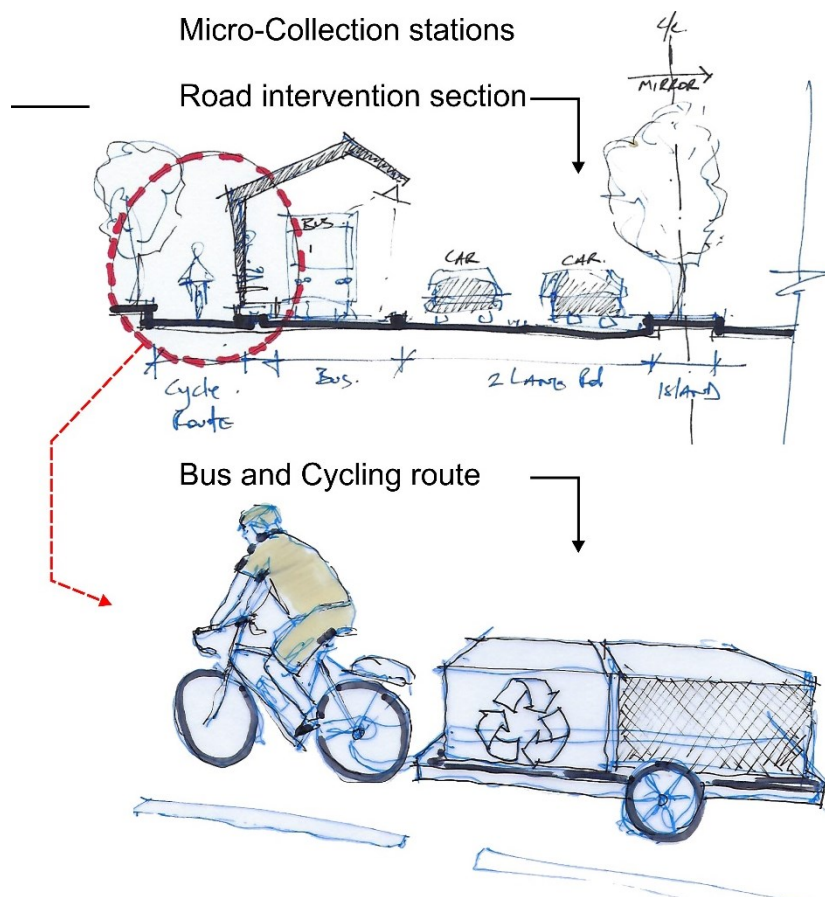 Micro-Collection stations
C/L
Road intervention section
MIRROR
BUS.
CAR
CAR.
Cycle.
Route
Bus.
2 LANE Rd
ISLAND
Bus and Cycling route